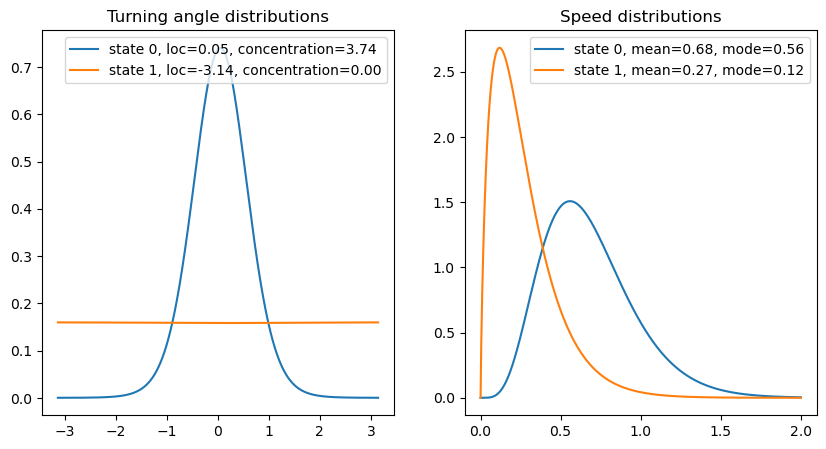 Turning angle distributions
state 0, loc=0.05, concentration=3.74
state 1, loc=-3.14, concentration=0.00
0.7
0.6
0.5
0.4
0.3
0.2
0.1
0.0
−3 −2 −1 0 1 2 3
Speed distributions
state 0, mean=0.68, mode=0.56
state 1, mean=0.27, mode=0.12
2.5
2.0
1.5
1.0
0.5
0.0
0.0 0.5 1.0 1.5 2.0